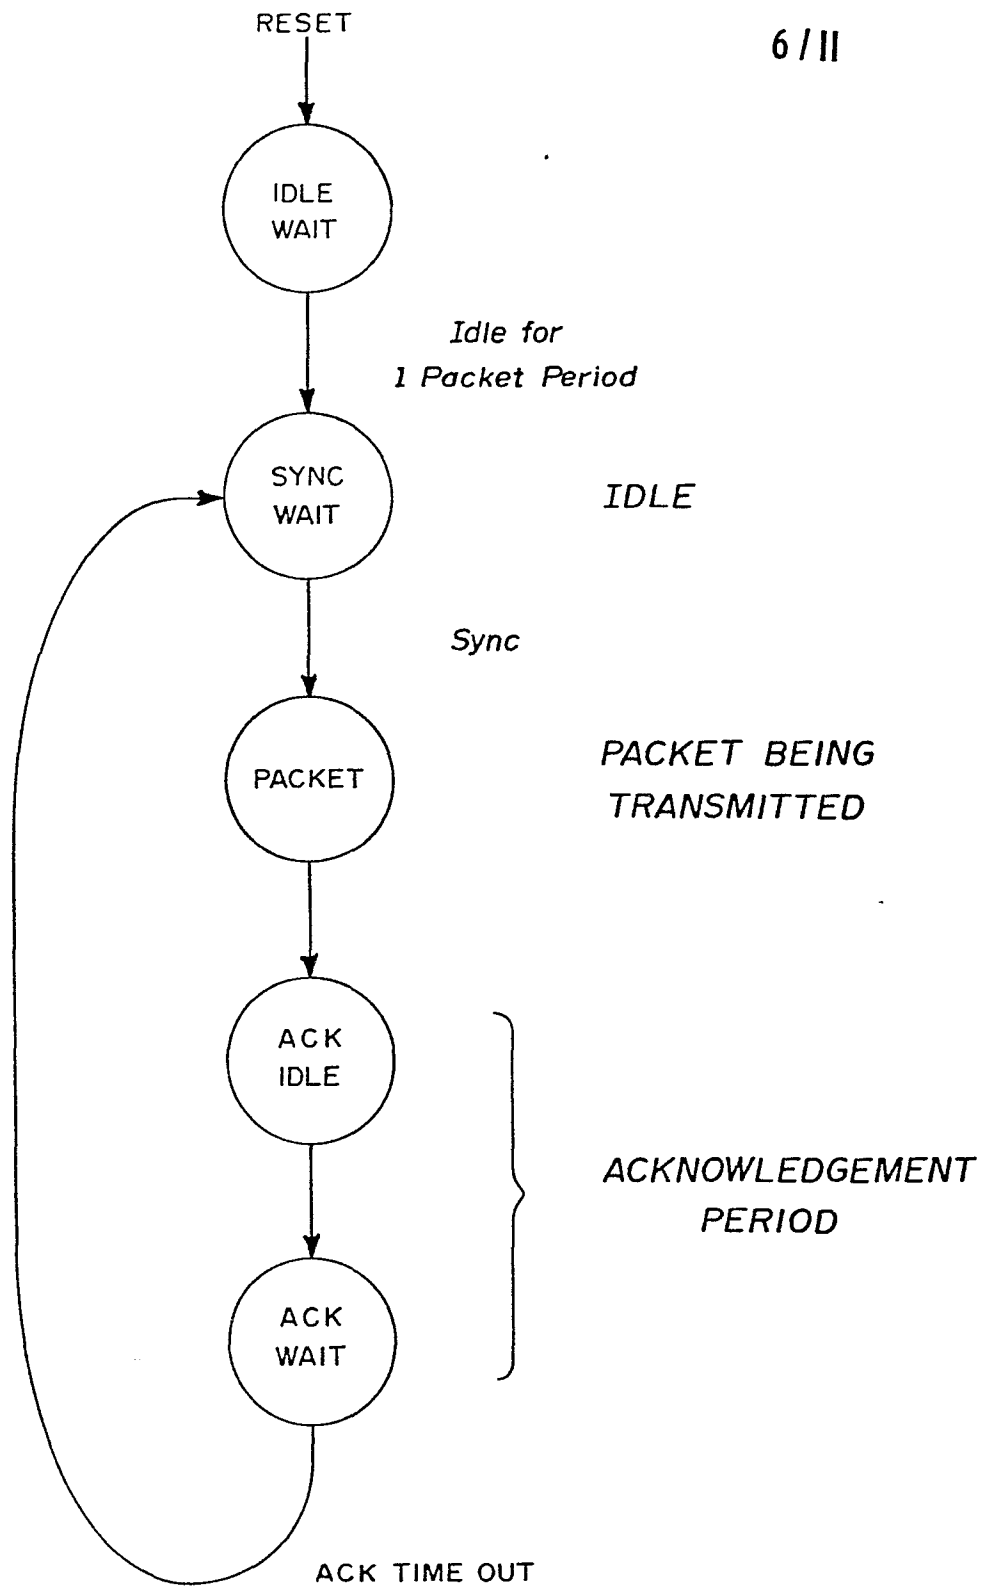 RESET
6/11
IDLE
WAIT
Idle for
1 Packet Period
SYNC
WAIT
IDLE
Sync
PACKET
PACKET BEING
TRANSMITTED
ACK
IDLE
ACKNOWLEDGEMENT
PERIOD
ACK
WAIT
ACK TIME OUT